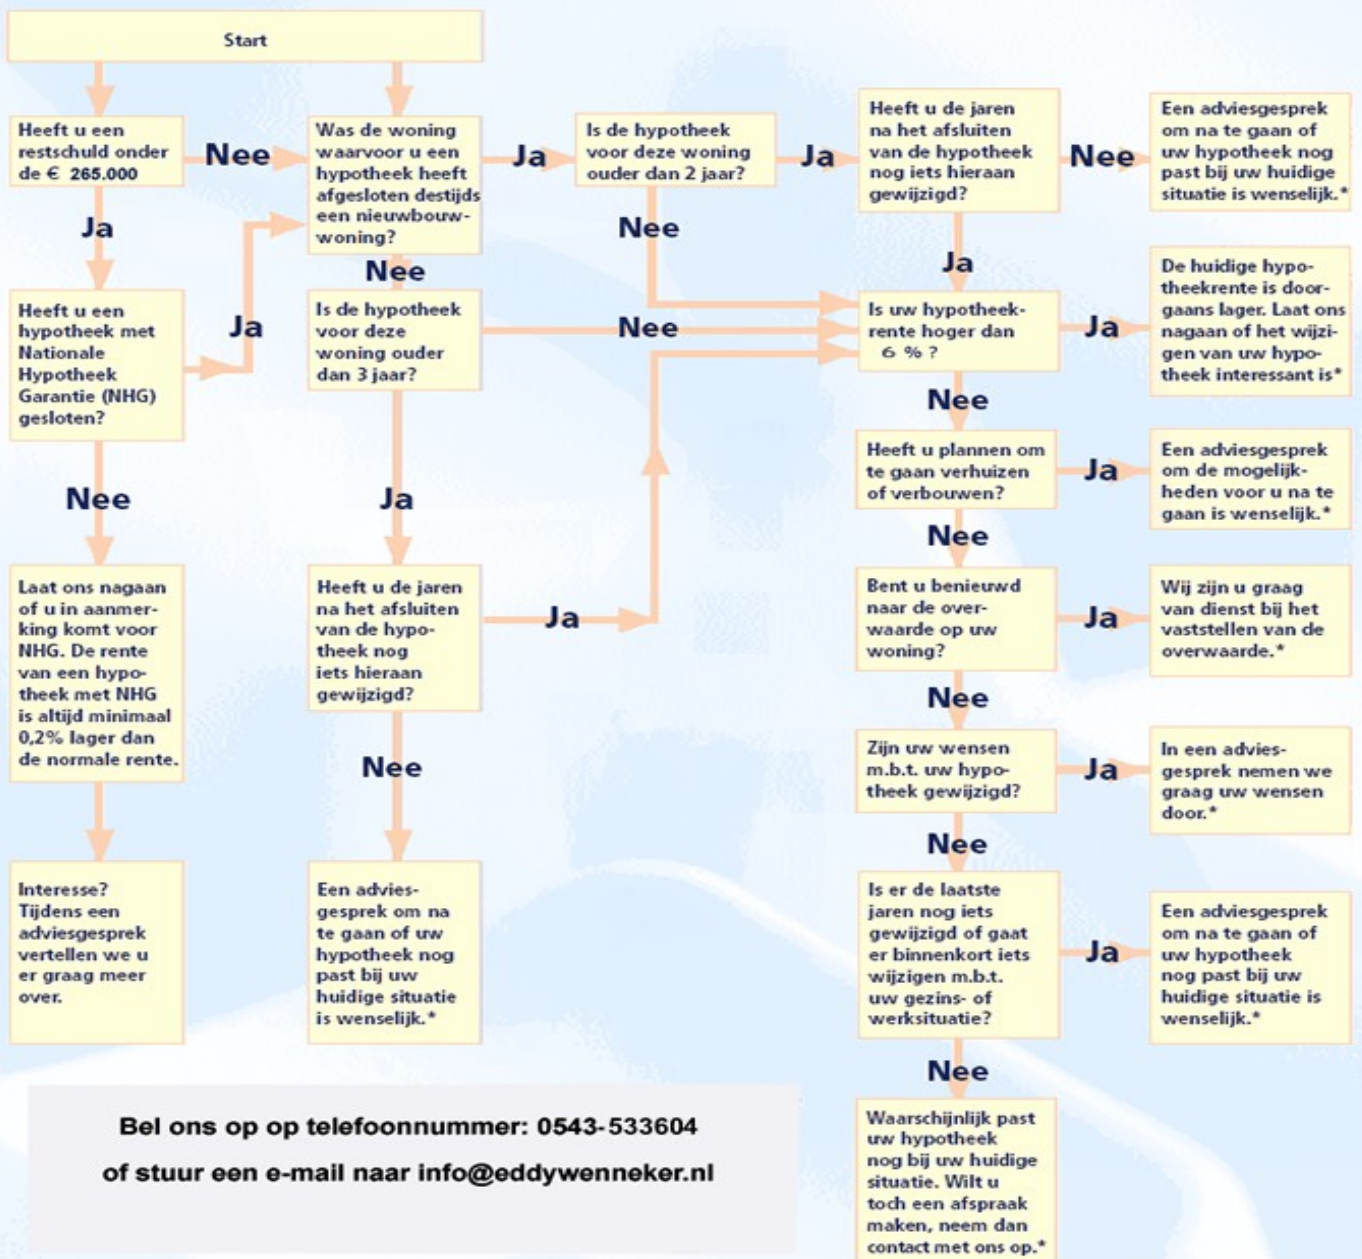 Start
Heeft u een
restschuld onder
de € 265.000
Nee
Was de woning
waarvoor u een
hypotheek heeft
afgesloten destijds
een nieuwbouw-
woning?
Ja
Is de hypotheek
voor deze woning
ouder dan 2 jaar?
Ja
Heeft u de jaren
na het afsluiten
van de hypotheek
nog iets hieraan
gewijzigd?
Nee
Een adviesgesprek
om na te gaan of
uw hypotheek nog
past bij uw huidige
situatie is wenselijk.*
Ja
Nee
Nee
Ja
Heeft u een
hypotheek met
Nationale
Hypotheek
Garantie (NHG)
gesloten?
Ja
Is de hypotheek
voor deze
woning ouder
dan 3 jaar?
Nee
Is uw hypotheek-
rente hoger dan
6 % ?
Ja
De huidige hypo-
theekrente is door-
gaans lager. Laat ons
nagaan of het wijzi-
gen van uw hypo-
theek interessant is*
Nee
Heeft u plannen om
te gaan verhuizen
of verbouwen?
Ja
Een adviesgesprek
om de mogelijk-
heden voor u na te
gaan is wenselijk.*
Nee
Ja
Nee
Laat ons nagaan
of u in aanmer-
king komt voor
NHG. De rente
van een hypo-
theek met NHG
is altijd minimaal
0,2% lager dan
de normale rente.
Heeft u de jaren
na het afsluiten
van de hypo-
theek nog
iets hieraan
gewijzigd?
Ja
Bent u benieuwd
naar de over-
waarde op uw
woning?
Ja
Wij zijn u graag
van dienst bij het
vaststellen van de
overwaarde.*
Nee
Nee
Zijn uw wensen
m.b.t. uw hypo-
theek gewijzigd?
Ja
In een advies-
gesprek nemen we
graag uw wensen
door.*
Nee
Interesse?
Tijdens een
adviesgesprek
vertellen we u
er graag meer
over.
Een advies-
gesprek om na
te gaan of uw
hypotheek nog
past bij uw
huidige situatie
is wenselijk.*
Is er de laatste
jaren nog iets
gewijzigd of gaat
er binnenkort iets
wijzigen m.b.t.
uw gezins- of
werksituatie?
Ja
Een adviesgesprek
om na te gaan of
uw hypotheek
nog past bij uw
huidige situatie is
wenselijk.*
Nee
Waarschijnlijk past
uw hypotheek
nog bij uw huidige
situatie. Wilt u
toch een afspraak
maken, neem dan
contact met ons op.*
Bel ons op op telefoonnummer: 0543-533604
of stuur een e-mail naar info@eddywenneker.nl